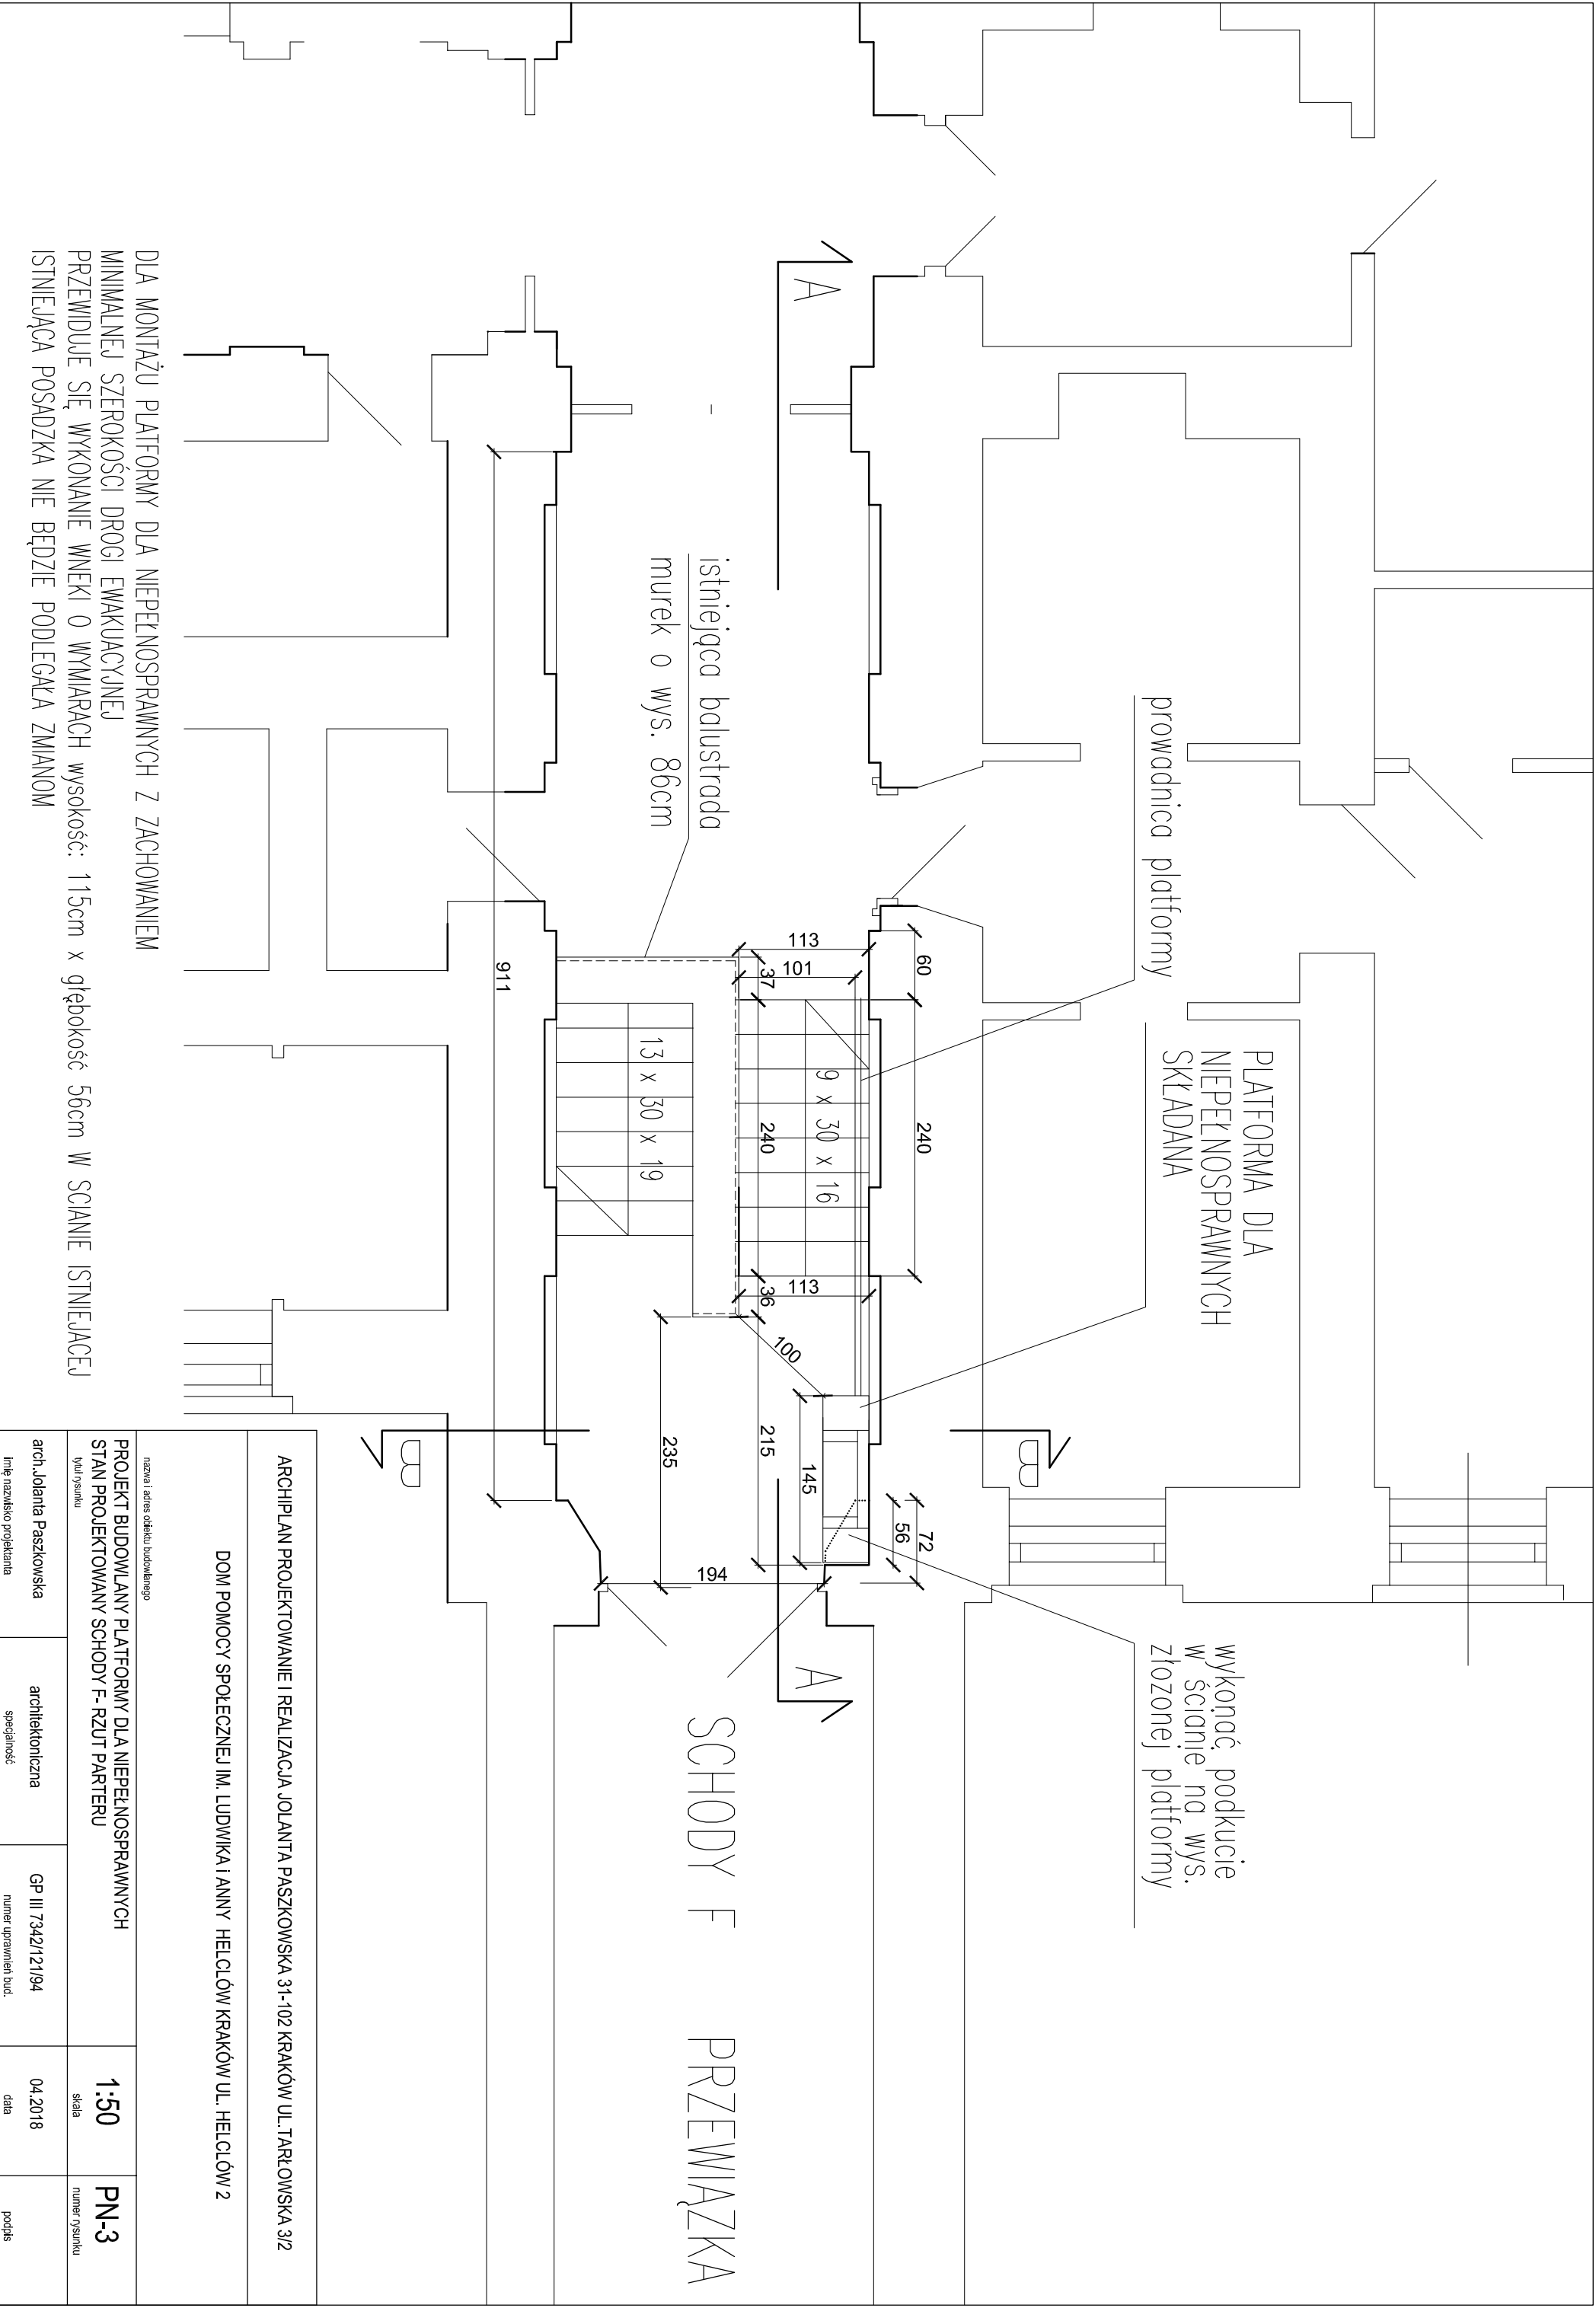 wykonać podkucie
w ścianie na wys.
złozonej platformy
PLATFORMA DLA
NIEPEŁNOSPRAWNYCH
SKŁADANA
prowadnica platformy
istniejąca balustrada
murek o wys. 86cm
A
A
B
B
60
240
72
56
145
113
101
37
240
36
113
215
100
235
194
911
9 x 30 x 16
13 x 30 x 19
SCHODY F PRZEWIĄZKA
DLA MONTAŻU PLATFORMY DLA NIEPEŁNOSPRAWNYCH Z ZACHOWANIEM
MINIMALNEJ SZEROKOŚCI DROGI EWAKUACYJNEJ
PRZEWIDUJE SIĘ WYKONANIE WNEKI O WYMIARACH wysokość: 115cm x głębokość 56cm W SCIANIE ISTNIEJACEJ
ISTNIEJĄCA POSADZKA NIE BĘDZIE PODLEGAŁA ZMIANOM
ARCHIPLAN PROJEKTOWANIE I REALIZACJA JOLANTA PASZKOWSKA 31-102 KRAKÓW UL.TARŁOWSKA 3/2
DOM POMOCY SPOŁECZNEJ IM. LUDWIKA i ANNY HELCLÓW KRAKÓW UL. HELCLÓW 2
nazwa i adres obiektu budowlanego
PROJEKT BUDOWLANY PLATFORMY DLA NIEPEŁNOSPRAWNYCH
STAN PROJEKTOWANY SCHODY F- RZUT PARTERU
tytuł rysunku
1:50
skala
PN-3
numer rysunku
arch.Jolanta Paszkowska
imię nazwisko projektanta
architektoniczna
specjalność
GP III 7342/121/94
numer uprawnień bud.
04.2018
data
podpis